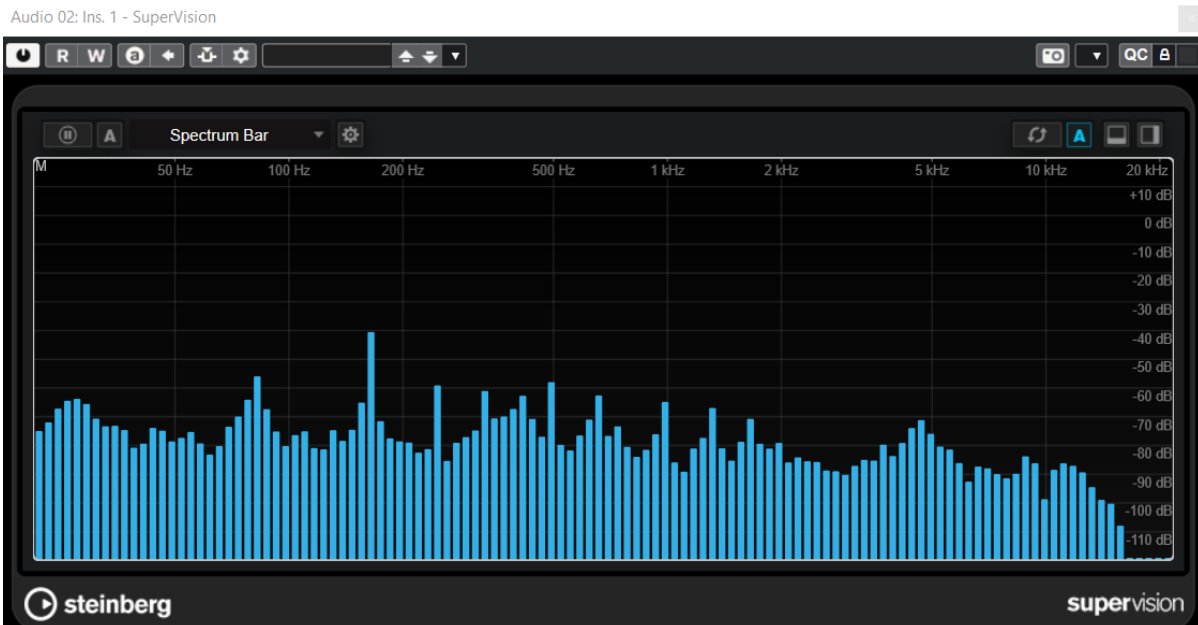 Audio 02: Ins. 1 - SuperVision
R W a QC
A Spectrum Bar A
M 50 Hz 100 Hz 200 Hz 500 Hz 1 kHz 2 kHz 5 kHz 10 kHz 20 kHz
+10 dB
0 dB
-10 dB
-20 dB
-30 dB
-40 dB
-50 dB
-60 dB
-70 dB
-80 dB
-90 dB
-100 dB
-110 dB
steinberg supervision